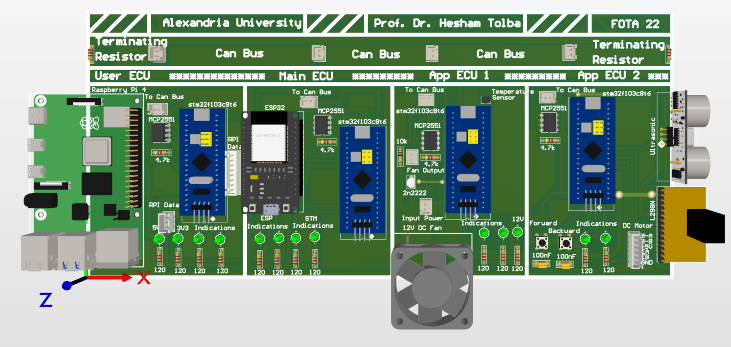 Alexandria University
Prof. Dr. Hesham Tolba
FOTA 22
Terminating
Resistor
Can Bus
Can Bus
Can Bus
Terminating
Resistor
User ECU
Main ECU
App ECU 1
App ECU 2
Raspberry Pi 4
To Can Bus
stm32f103c8t6
MCP2551
4.7k
RPI
Data
RPI Data
3V3
Indications
120
120
120
120
To Can Bus
ESP32
MCP2551
stm32f103c8t6
4.7k
ESP
Indications
STM
Indications
120
120
120
120
To Can Bus
stm32f103c8t6
Temperatu
Sensor
MCP2551
10k
4.7k
Fan Output
2n2222
Input Power
12V DC Fan
Indications
12V
120
120
120
To Can Bus
stm32f103c8t6
MCP2551
4.7k
Ultrasonic
L298N
Forward
Backward
Indications
DC Motor
100nF
100nF
120
120
GND
X
Z